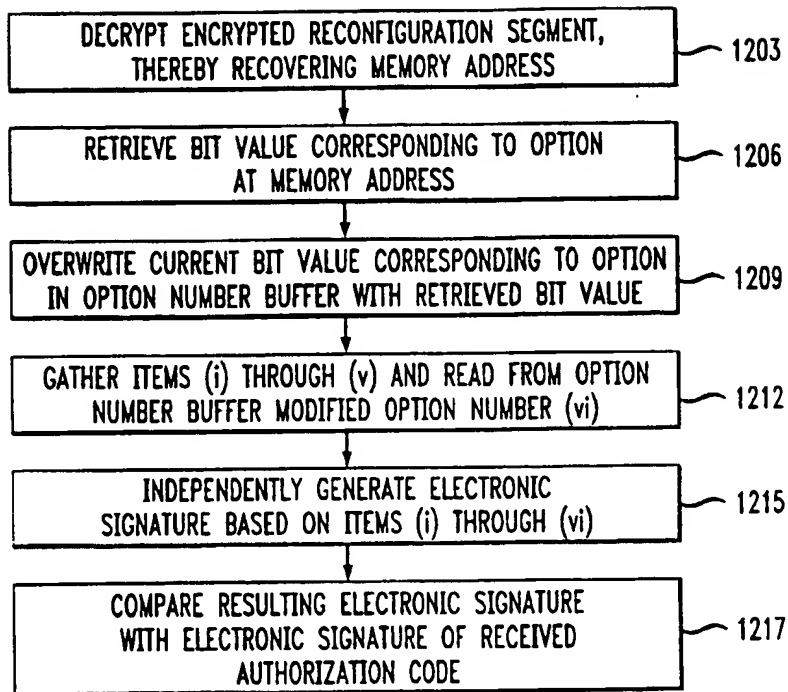 DECRYPT ENCRYPTED RECONFIGURATION SEGMENT,
THEREBY RECOVERING MEMORY ADDRESS
1203
RETRIEVE BIT VALUE CORRESPONDING TO OPTION
AT MEMORY ADDRESS
1206
OVERWRITE CURRENT BIT VALUE CORRESPONDING TO OPTION
IN OPTION NUMBER BUFFER WITH RETRIEVED BIT VALUE
1209
GATHER ITEMS (i) THROUGH (v) AND READ FROM OPTION
NUMBER BUFFER MODIFIED OPTION NUMBER (vi)
1212
INDEPENDENTLY GENERATE ELECTRONIC
SIGNATURE BASED ON ITEMS (i) THROUGH (vi)
1215
COMPARE RESULTING ELECTRONIC SIGNATURE
WITH ELECTRONIC SIGNATURE OF RECEIVED
AUTHORIZATION CODE
1217